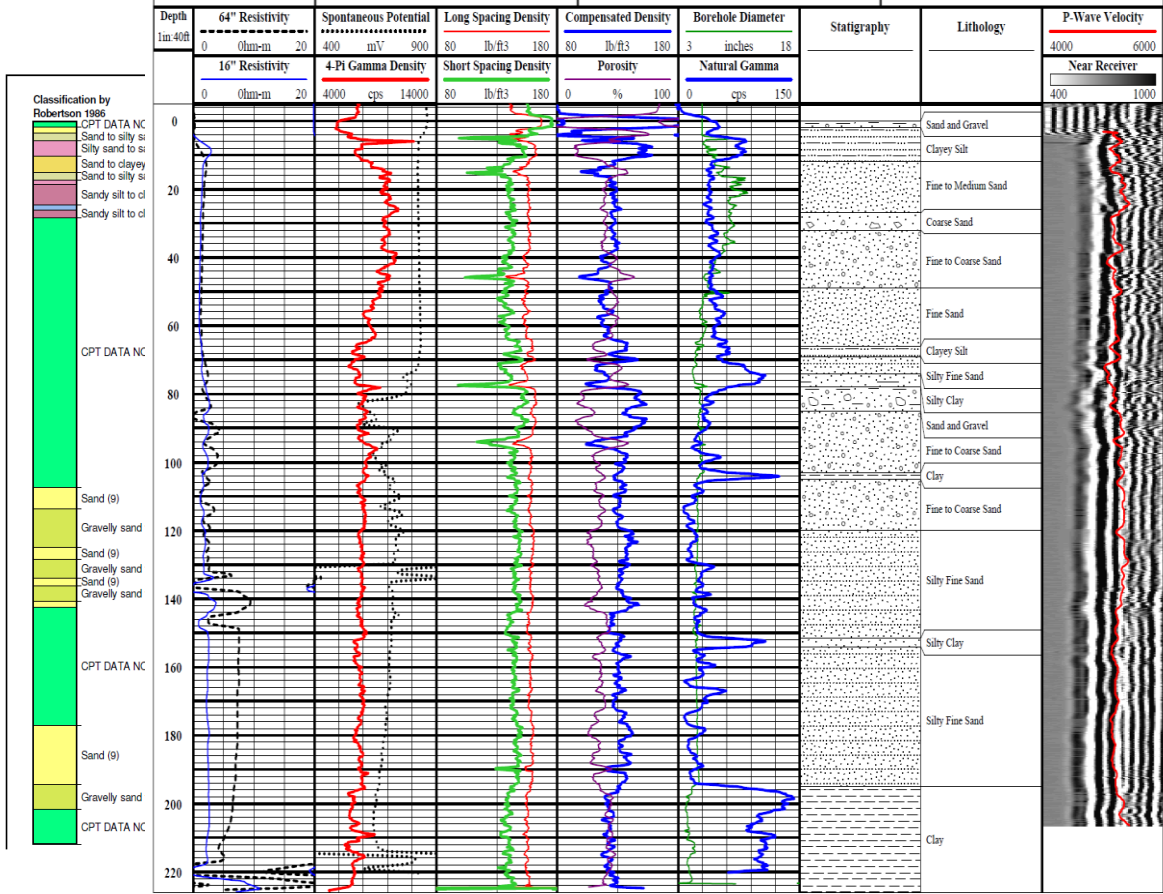 Depth
1in:40ft
64" Resistivity
0 Ohm-m 20
16" Resistivity
0 Ohm-m 20
Spontaneous Potential
400 mV 900
4-Pi Gamma Density
4000 cps 14000
Long Spacing Density
80 lb/ft3 180
Short Spacing Density
80 lb/ft3 180
Compensated Density
80 lb/ft3 180
Porosity
0 % 100
Borehole Diameter
3 inches 18
Natural Gamma
0 cps 150
Statigraphy
Lithology
P-Wave Velocity
4000 6000
Near Receiver
400 1000
Classification by
Robertson 1986
CPT DATA NO
Sand to silty sa
Silty sand to sa
Sand to clayey
Sand to silty sa
Sandy silt to cl
Sandy silt to cl
CPT DATA NO
Sand (9)
Gravelly sand
Sand (9)
Gravelly sand
Sand (9)
Gravelly sand
CPT DATA NO
Sand (9)
Gravelly sand
CPT DATA NO
0
20
40
60
80
100
120
140
160
180
200
220
Sand and Gravel
Clayey Silt
Fine to Medium Sand
Coarse Sand
Fine to Coarse Sand
Fine Sand
Clayey Silt
Silty Fine Sand
Silty Clay
Sand and Gravel
Fine to Coarse Sand
Clay
Fine to Coarse Sand
Silty Fine Sand
Silty Clay
Silty Fine Sand
Clay